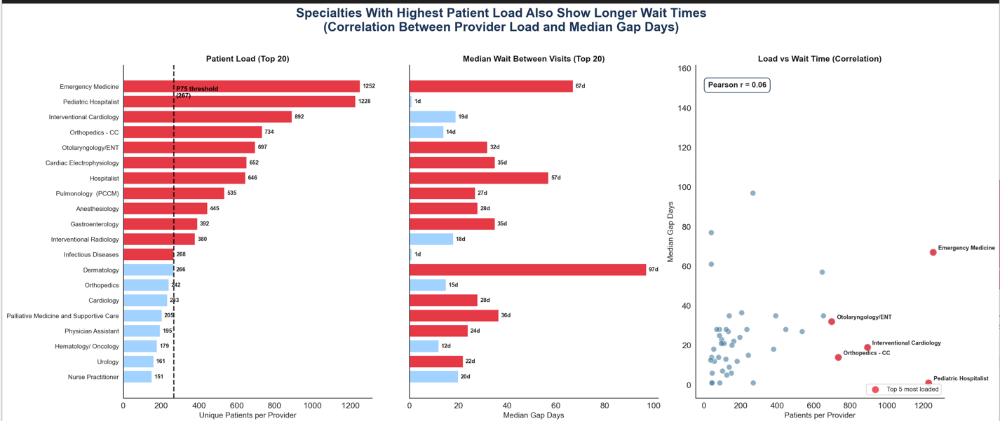 Specialties With Highest Patient Load Also Show Longer Wait Times
(Correlation Between Provider Load and Median Gap Days)
Patient Load (Top 20)
Emergency Medicine
Pediatric Hospitalist
Interventional Cardiology
Orthopedics - CC
Otolaryngology/ENT
Cardiac Electrophysiology
Hospitalist
Pulmonology (PCCM)
Anesthesiology
Gastroenterology
Interventional Radiology
Infectious Diseases
Dermatology
Orthopedics
Cardiology
Palliative Medicine and Supportive Care
Physician Assistant
Hematology/ Oncology
Urology
Nurse Practitioner
P75 threshold
(267)
1252
1228
892
734
697
652
646
535
445
392
380
268
266
242
233
205
195
179
161
151
0 200 400 600 800 1000 1200
Unique Patients per Provider
Median Wait Between Visits (Top 20)
67d
1d
19d
14d
32d
35d
57d
27d
28d
35d
18d
1d
97d
15d
28d
36d
24d
12d
22d
20d
0 20 40 60 80 100
Median Gap Days
Load vs Wait Time (Correlation)
Pearson r = 0.06
160
140
120
100
80
60
40
20
0
Median Gap Days
Emergency Medicine
Otolaryngology/ENT
Interventional Cardiology
Orthopedics - CC
Pediatric Hospitalist
Top 5 most loaded
0 200 400 600 800 1000 1200
Patients per Provider